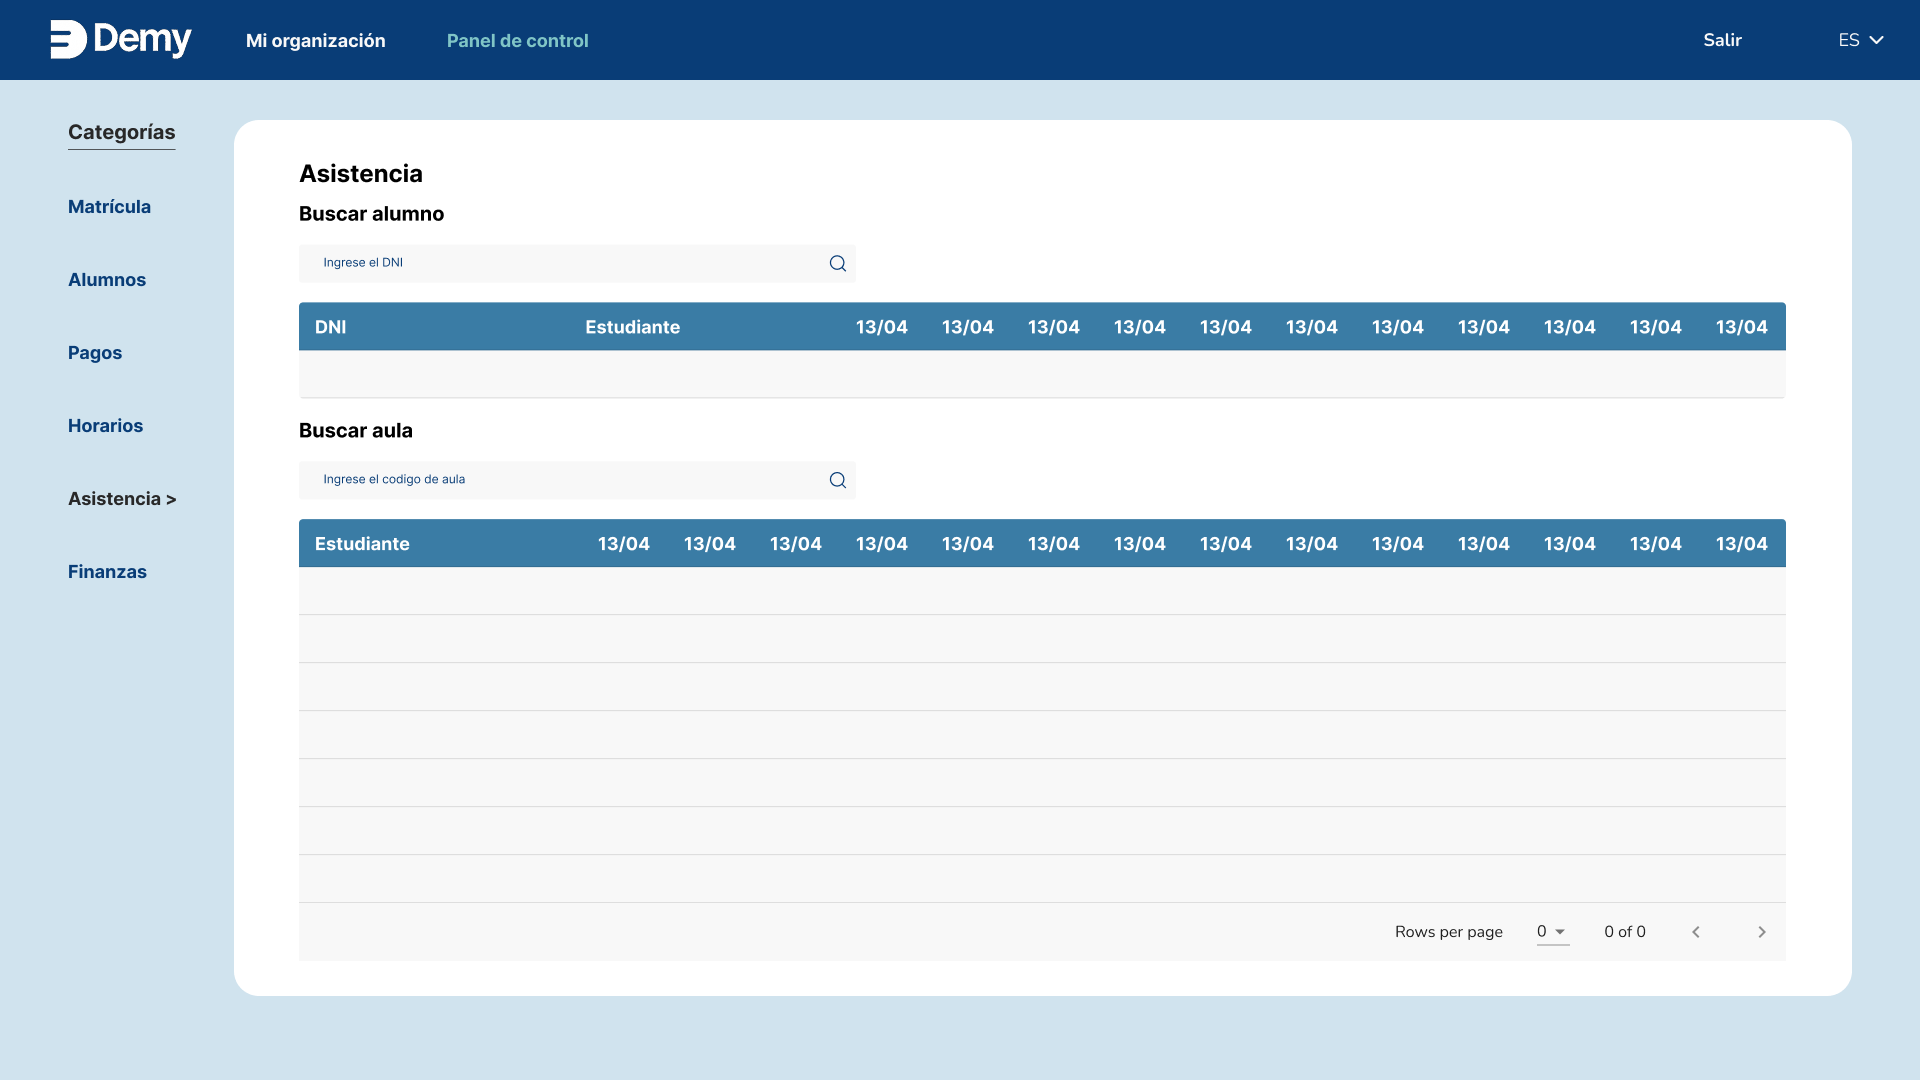 Demy Mi organización Panel de control Salir ES
Categorías
Matrícula
Alumnos
Pagos
Horarios
Asistencia >
Finanzas
Asistencia
Buscar alumno
Ingrese el DNI
DNI Estudiante 13/04 13/04 13/04 13/04 13/04 13/04 13/04 13/04 13/04 13/04 13/04
Buscar aula
Ingrese el codigo de aula
Estudiante 13/04 13/04 13/04 13/04 13/04 13/04 13/04 13/04 13/04 13/04 13/04 13/04 13/04 13/04
Rows per page 0 0 of 0